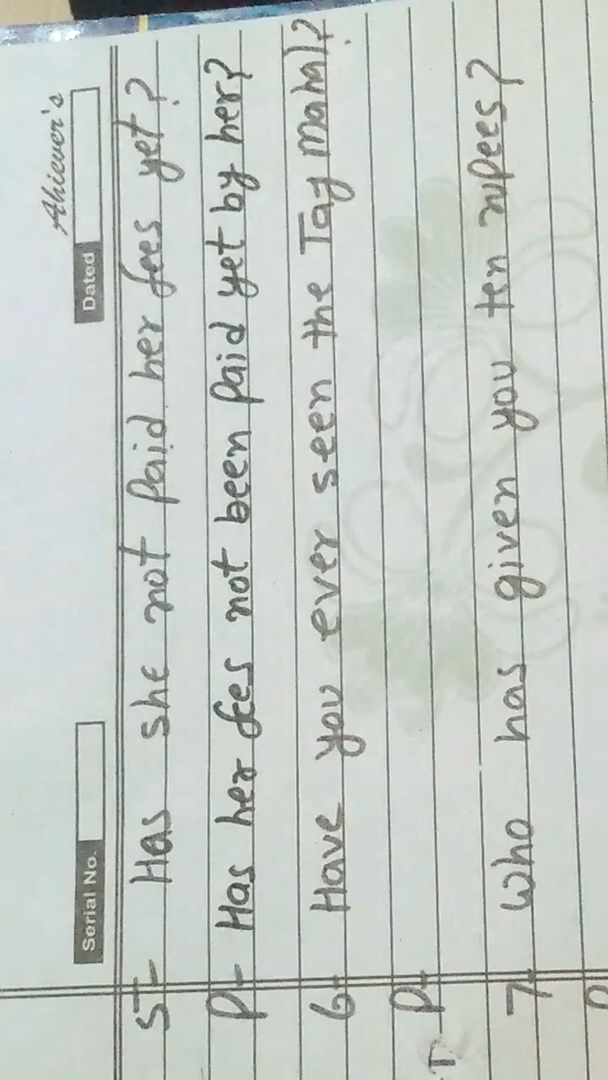 Ahiever's
Serial No. Dated
5- Has she not paid her fees yet?
P- Has her fees not been paid yet by her?
6- Have you ever seen the Taj Mahal?
P-
7- Who has given you ten rupees?